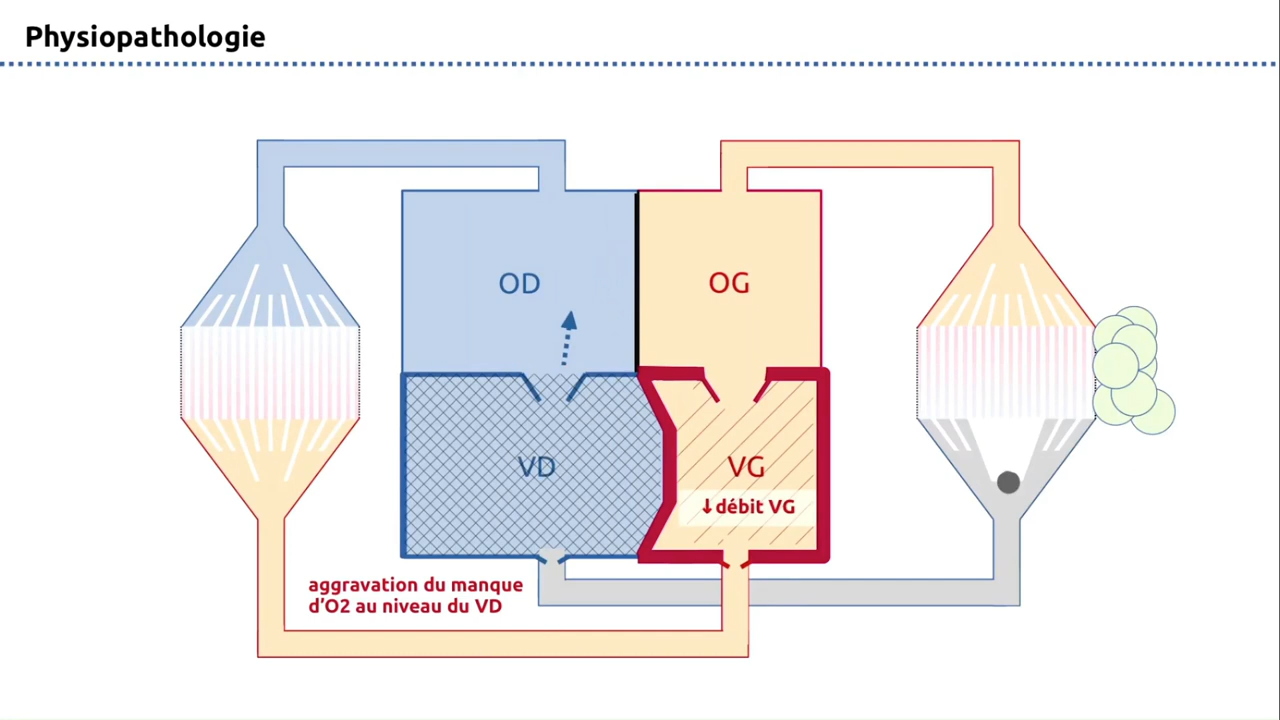 Physiopathologie
OD
OG
VD
VG
↓débit VG
aggravation du manque
d'O2 au niveau du VD